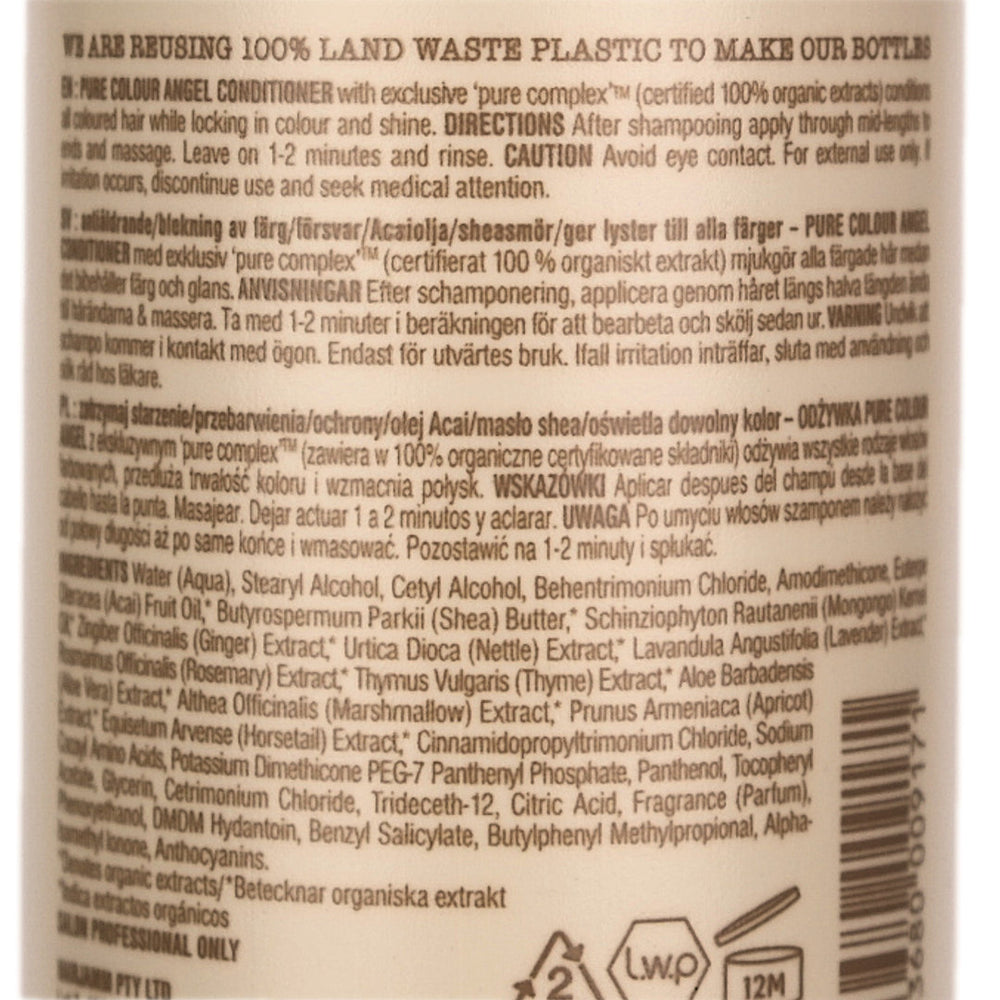 WE ARE REUSING 100% LAND WASTE PLASTIC TO MAKE OUR BOTTLES
EN : PURE COLOUR ANGEL CONDITIONER with exclusive 'pure complex'™ (certified 100% organic extracts) conditions
all coloured hair while locking in colour and shine. DIRECTIONS After shampooing apply through mid-lengths to
ends and massage. Leave on 1-2 minutes and rinse. CAUTION Avoid eye contact. For external use only. If
irritation occurs, discontinue use and seek medical attention.
SV : antiåldrande/blekning av färg/försvar/Acaiolja/sheasmör/ger lyster till alla färger – PURE COLOUR ANGEL
CONDITIONER med exklusiv 'pure complex'™ (certifierat 100 % organiskt extrakt) mjukgör alla färgade hår medan
det bibehåller färg och glans. ANVISNINGAR Efter schamponering, applicera genom håret längs halva längden ända
til hårändarna & massera. Ta med 1-2 minuter i beräkningen för att bearbeta och skölj sedan ur. VARNING Undvik att
schampo kommer i kontakt med ögon. Endast för utvärtes bruk. Ifall irritation inträffar, sluta med användning och
sök råd hos läkare.
PL : zatrzymaj starzenie/przebarwienia/ochrony/olej Acai/masło shea/oświetla dowolny kolor – ODŻYWKA PURE COLOUR
ANGEL z ekskluzywnym 'pure complex'™ (zawiera w 100% organiczne certyfikowane składniki) odżywia wszystkie rodzaje włosów
farbowanych, przedłuża trwałość koloru i wzmacnia połysk. WSKAZÓWKI Aplicar despues del champú desde la base del
cabello hasta la punta. Masajear. Dejar actuar 1 a 2 minutos y aclarar. UWAGA Po umyciu włosów szamponem należy nałożyć
od połowy długości aż po same końce i wmasować. Pozostawić na 1-2 minuty i spłukać.
INGREDIENTS Water (Aqua), Stearyl Alcohol, Cetyl Alcohol, Behentrimonium Chloride, Amodimethicone, Euterpe
Oleracea (Acai) Fruit Oil,* Butyrospermum Parkii (Shea) Butter,* Schinziophyton Rautanenii (Mongongo) Kernel
Oil,* Zingiber Officinalis (Ginger) Extract,* Urtica Dioca (Nettle) Extract,* Lavandula Angustifolia (Lavender) Extract,*
Rosmarinus Officinalis (Rosemary) Extract,* Thymus Vulgaris (Thyme) Extract,* Aloe Barbadensis
(Aloe Vera) Extract,* Althea Officinalis (Marshmallow) Extract,* Prunus Armeniaca (Apricot)
Extract,* Equisetum Arvense (Horsetail) Extract,* Cinnamidopropyltrimonium Chloride, Sodium
Cocoyl Amino Acids, Potassium Dimethicone PEG-7 Panthenyl Phosphate, Panthenol, Tocopheryl
Acetate, Glycerin, Cetrimonium Chloride, Trideceth-12, Citric Acid, Fragrance (Parfum),
Phenoxyethanol, DMDM Hydantoin, Benzyl Salicylate, Butylphenyl Methylpropional, Alpha-
Isomethyl Ionone, Anthocyanins.
*Denotes organic extracts/*Betecknar organiska extrakt
*Indica extractos orgánicos
SALON PROFESSIONAL ONLY
PTY LTD
2
l.w.p
12M
3680 009171